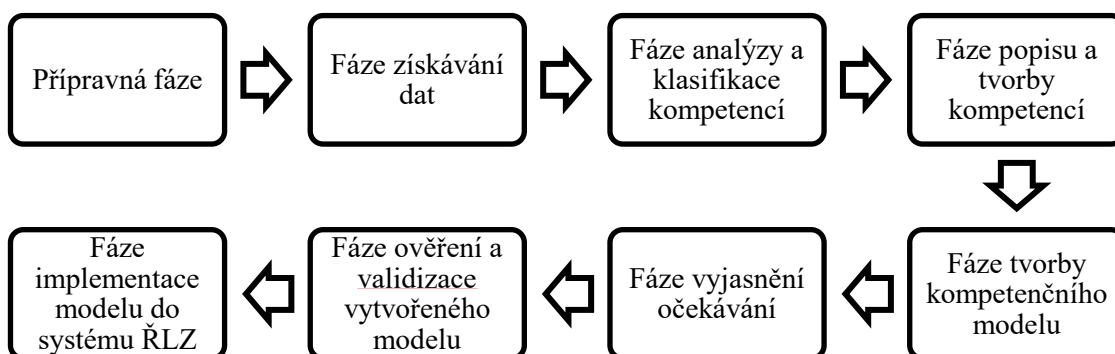 Přípravná fáze
Fáze získávání
dat
Fáze analýzy a
klasifikace
kompetencí
Fáze popisu a
tvorby
kompetencí
Fáze tvorby
kompetenčního
modelu
Fáze vyjasnění
očekávání
Fáze ověření a
validizace
vytvořeného
modelu
Fáze
implementace
modelu do
systému ŘLZ